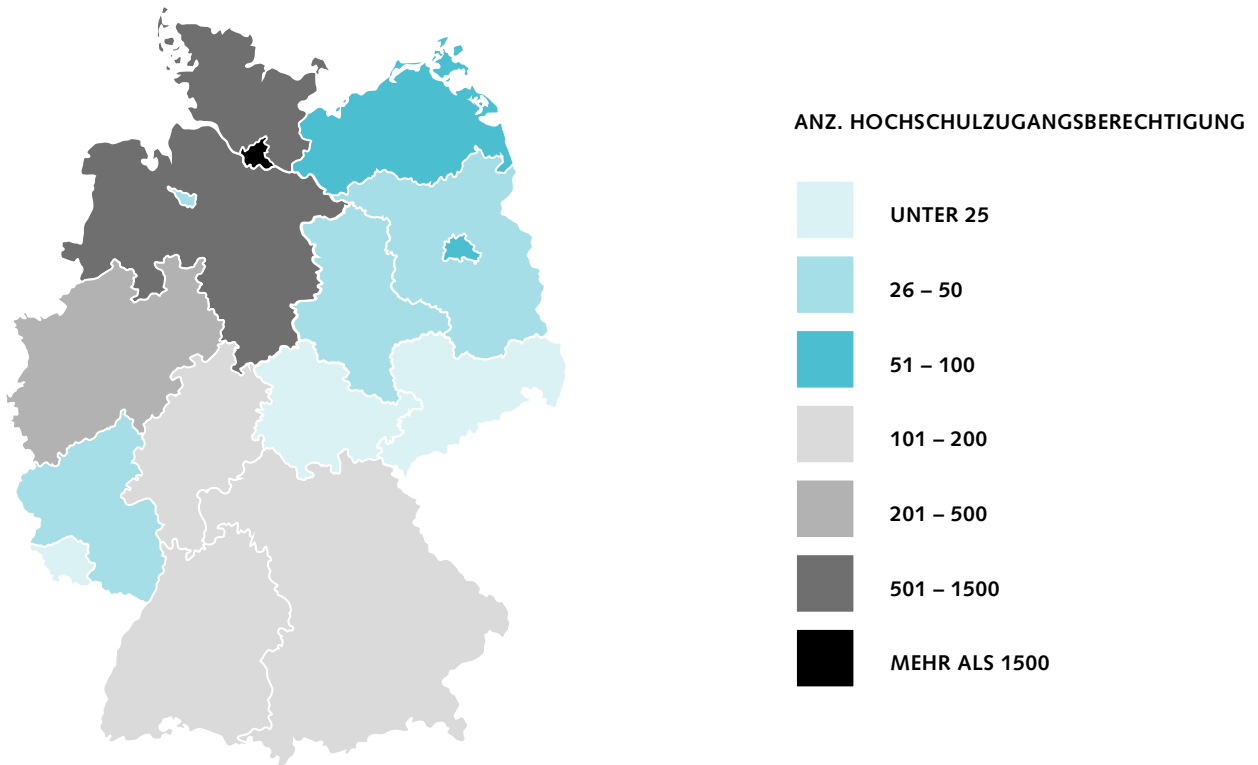 ANZ. HOCHSCHULZUGANGSBERECHTIGUNG
UNTER 25
26 – 50
51 – 100
101 – 200
201 – 500
501 – 1500
MEHR ALS 1500